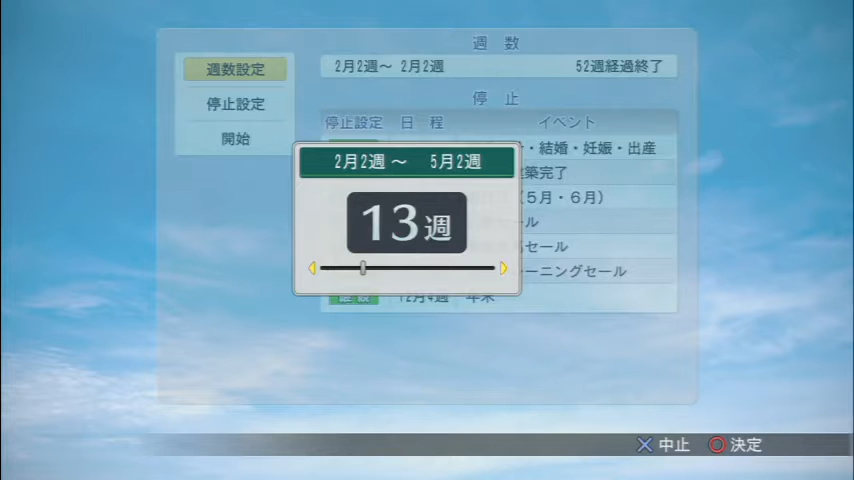 週 数
週数設定
2月2週～ 2月2週 52週経過終了
停止設定
停 止
停止設定 日 程 イベント
開始
・結婚・妊娠・出産
2月2週 ～ 5月2週
築完了
13週
(5月・6月)
ール
セール
ーニングセール
12月4週 年末
中止 決定